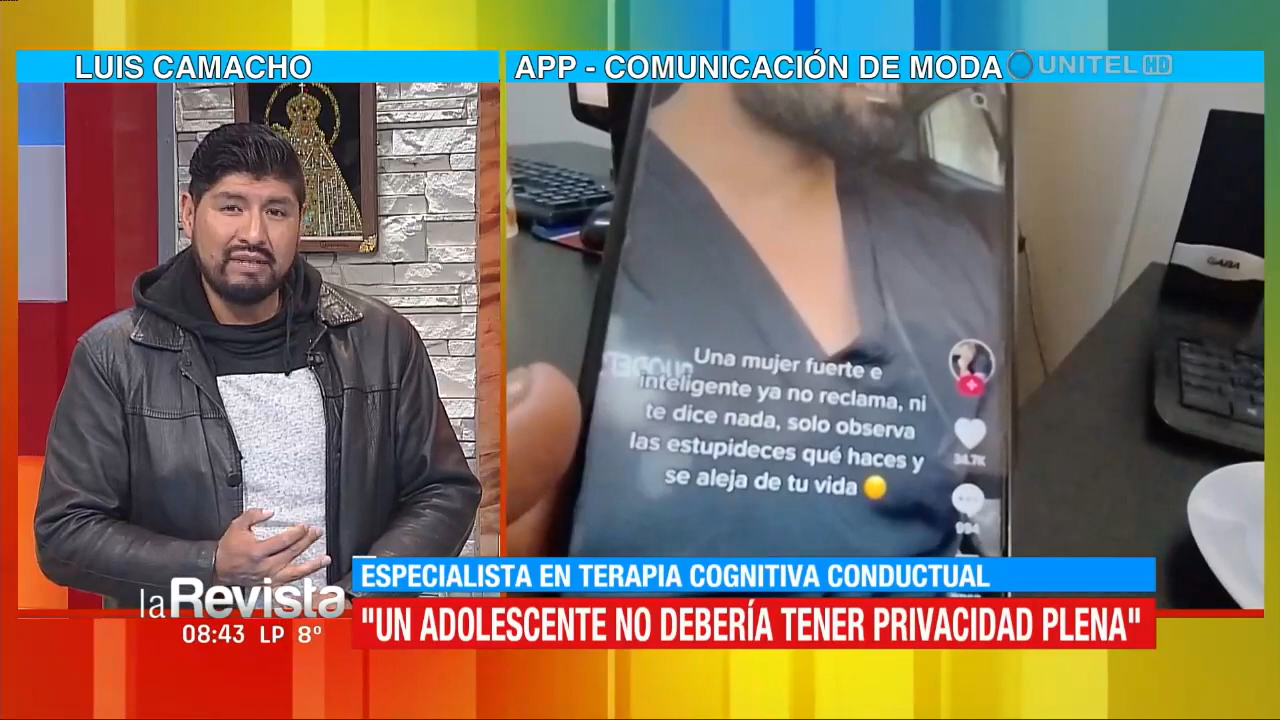 LUIS CAMACHO
APP - COMUNICACIÓN DE MODA
UNITEL HD
GABA
Una mujer fuerte e
inteligente ya no reclama, ni
te dice nada, solo observa
las estupideces qué haces y
se aleja de tu vida
34.7K
994
ESPECIALISTA EN TERAPIA COGNITIVA CONDUCTUAL
"UN ADOLESCENTE NO DEBERÍA TENER PRIVACIDAD PLENA"
la Revista
08:43 LP 8°